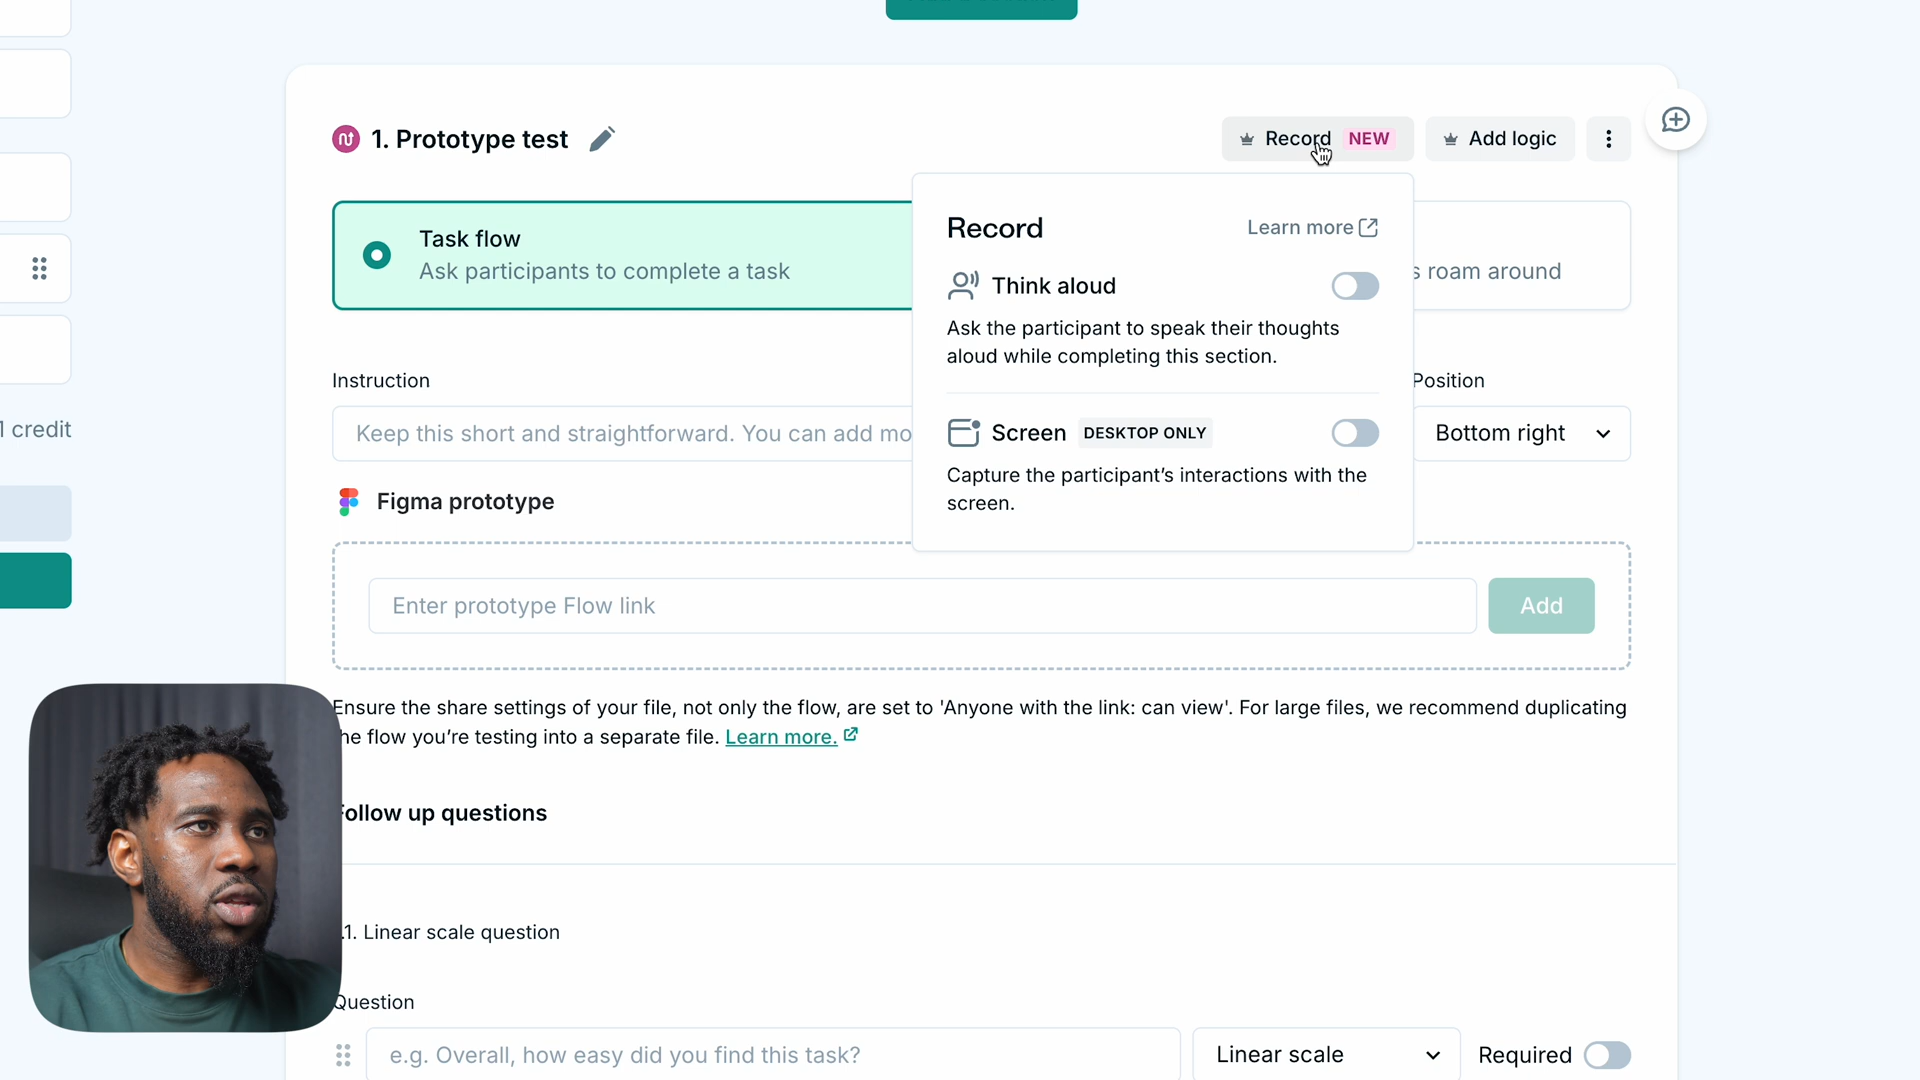 1. Prototype test
Record NEW
Add logic
Task flow
Ask participants to complete a task
s roam around
Record
Learn more
Think aloud
Ask the participant to speak their thoughts
aloud while completing this section.
Screen DESKTOP ONLY
Capture the participant's interactions with the
screen.
Instruction
Position
Keep this short and straightforward. You can add mo
Bottom right
1 credit
Figma prototype
Enter prototype Flow link
Add
Ensure the share settings of your file, not only the flow, are set to 'Anyone with the link: can view'. For large files, we recommend duplicating
he flow you're testing into a separate file. Learn more.
Follow up questions
.1. Linear scale question
Question
e.g. Overall, how easy did you find this task?
Linear scale
Required